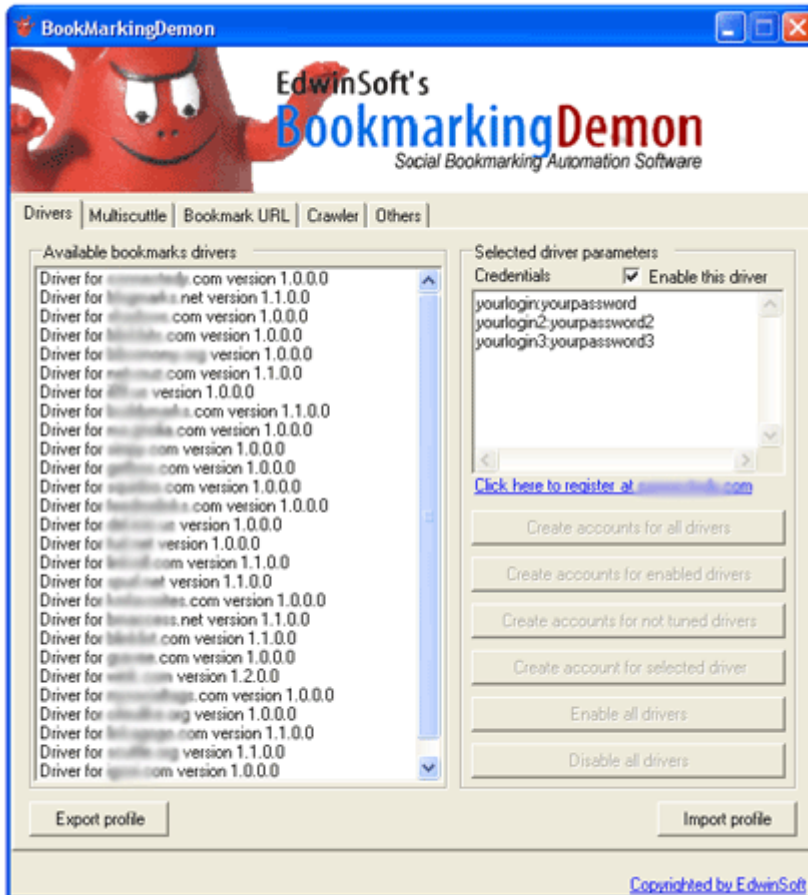 BookMarkingDemon
EdwinSoft's
BookmarkingDemon
Social Bookmarking Automation Software
Drivers Multiscuttle Bookmark URL Crawler Others
Available bookmarks drivers
Driver for .com version 1.0.0.0
Driver for .net version 1.1.0.0
Driver for .com version 1.0.0.0
Driver for .com version 1.0.0.0
Driver for .org version 1.0.0.0
Driver for .com version 1.1.0.0
Driver for version 1.0.0.0
Driver for .com version 1.1.0.0
Driver for .com version 1.0.0.0
Driver for .com version 1.0.0.0
Driver for .com version 1.0.0.0
Driver for .com version 1.0.0.0
Driver for .com version 1.0.0.0
Driver for version 1.0.0.0
Driver for .net version 1.0.0.0
Driver for .com version 1.1.0.0
Driver for .net version 1.1.0.0
Driver for .com version 1.0.0.0
Driver for .net version 1.1.0.0
Driver for .com version 1.1.0.0
Driver for .com version 1.0.0.0
Driver for .com version 1.2.0.0
Driver for .com version 1.0.0.0
Driver for .org version 1.0.0.0
Driver for .com version 1.1.0.0
Driver for .org version 1.1.0.0
Driver for .com version 1.0.0.0
Selected driver parameters
Credentials Enable this driver
yourlogin:yourpassword
yourlogin2:yourpassword2
yourlogin3:yourpassword3
Click here to register at .com
Create accounts for all drivers
Create accounts for enabled drivers
Create accounts for not tuned drivers
Create account for selected driver
Enable all drivers
Disable all drivers
Export profile Import profile
Copyrighted by EdwinSoft